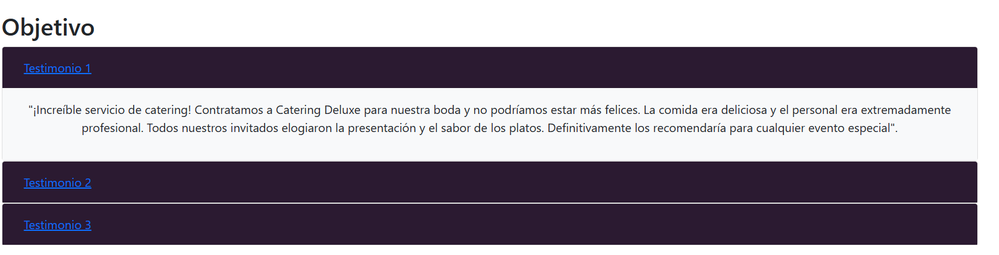 Objetivo
Testimonio 1
"¡Increíble servicio de catering! Contratamos a Catering Deluxe para nuestra boda y no podríamos estar más felices. La comida era deliciosa y el personal era extremadamente
profesional. Todos nuestros invitados elogiaron la presentación y el sabor de los platos. Definitivamente los recomendaría para cualquier evento especial".
Testimonio 2
Testimonio 3